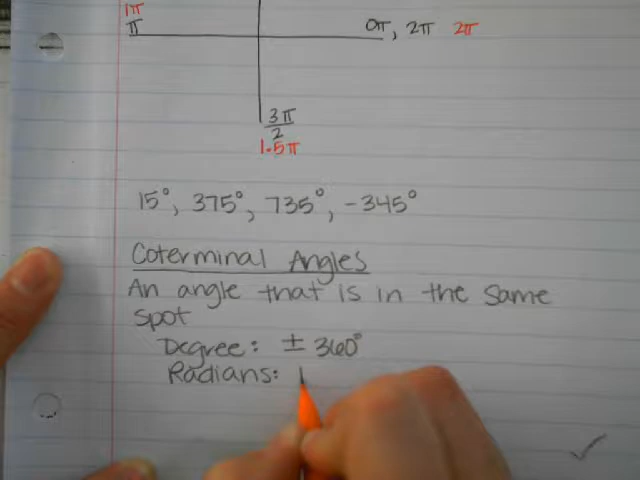 1π
π
0π, 2π 2π
3π/2
1.5π
15°, 375°, 735°, -345°
Coterminal Angles
An angle that is in the same
spot
Degree: ± 360°
Radians: